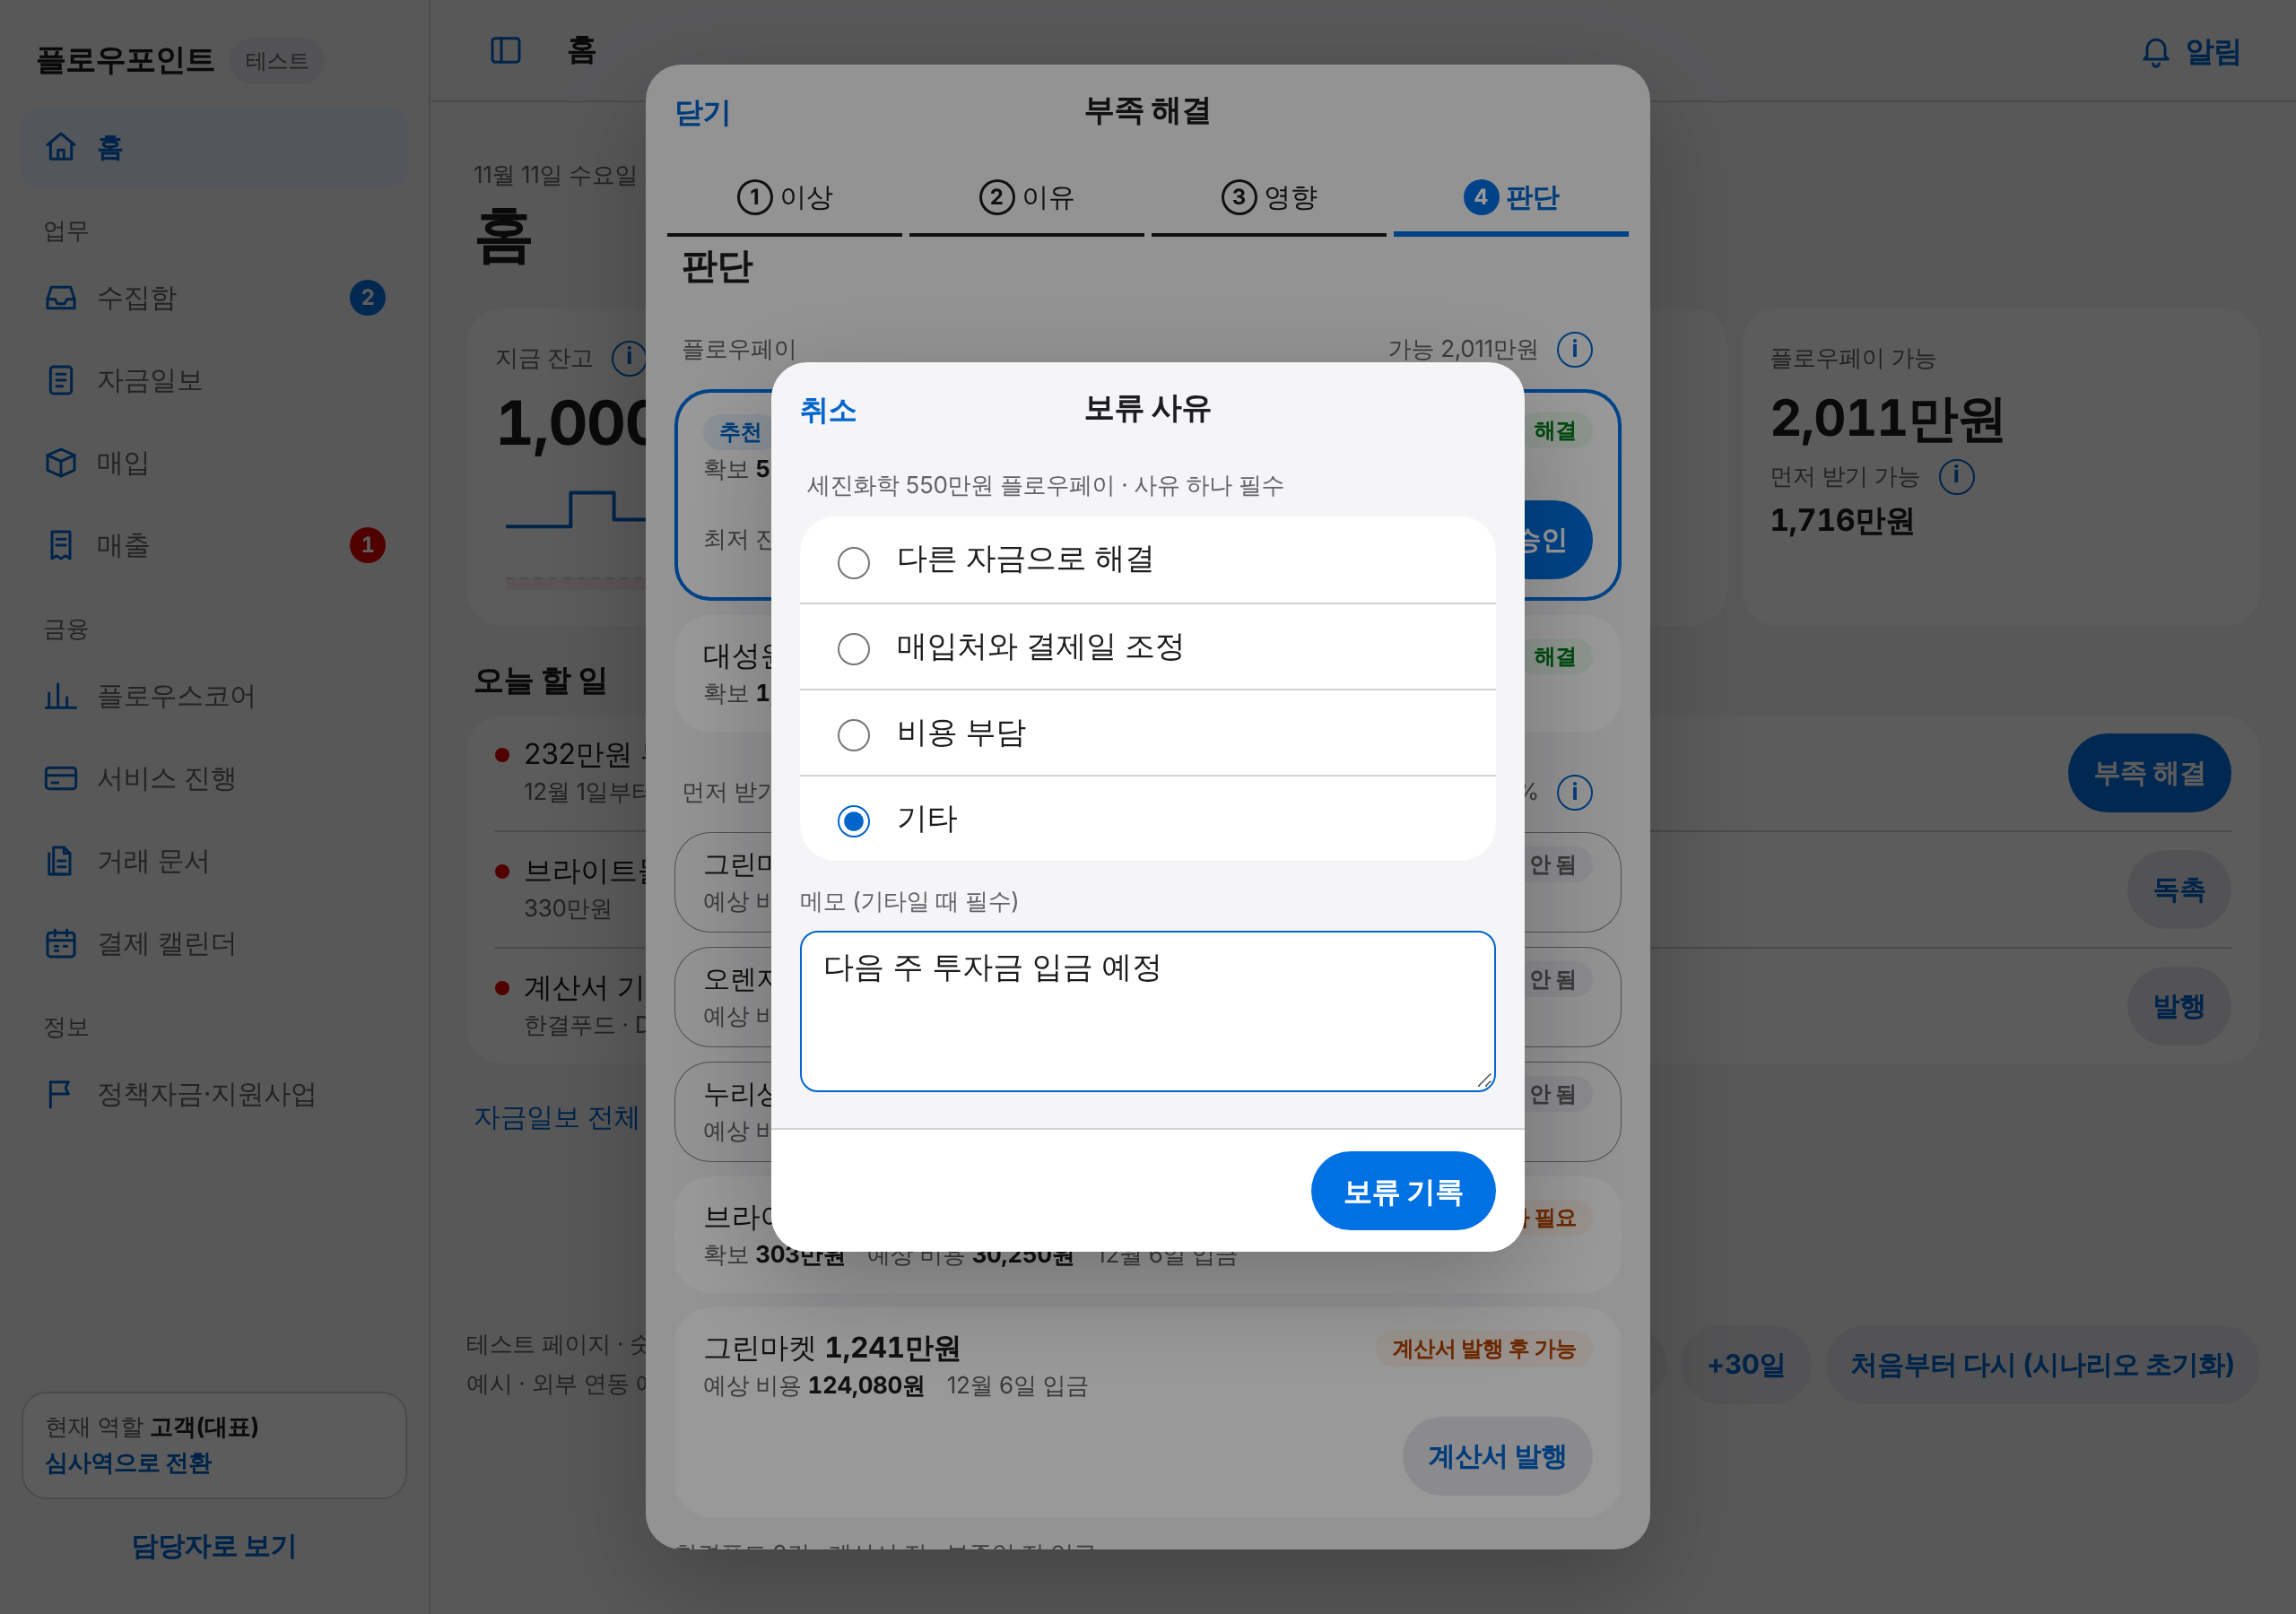 플로우포인트 테스트
홈
업무
수집함 2
자금일보
매입
매출 1
금융
플로우스코어
서비스 진행
거래 문서
결제 캘린더
정보
정책자금·지원사업
현재 역할 고객(대표)
심사역으로 전환
담당자로 보기
홈
알림
11월 11일 수요일
홈
지금 잔고
1,000
플로우페이 가능
2,011만원
먼저 받기 가능
1,716만원
오늘 할 일
232만원
12월 1일부터
부족 해결
브라이트
330만원
독촉
계산서
한결푸드 ·
발행
자금일보 전체
테스트 페이지 ·
예시 · 외부 연동
+30일
처음부터 다시 (시나리오 초기화)
닫기
부족 해결
1 이상
2 이유
3 영향
4 판단
판단
플로우페이
가능 2,011만원
추천
해결
확보
최저
승인
해결
확보
먼저 받기
%
안 됨
예상
안 됨
예상
안 됨
예상
필요
확보 303만원 예상 비용 30,250원 12월 6일 입금
그린마켓 1,241만원
계산서 발행 후 가능
예상 비용 124,080원 12월 6일 입금
계산서 발행
취소
보류 사유
세진화학 550만원 플로우페이 · 사유 하나 필수
다른 자금으로 해결
매입처와 결제일 조정
비용 부담
기타
메모 (기타일 때 필수)
다음 주 투자금 입금 예정
보류 기록